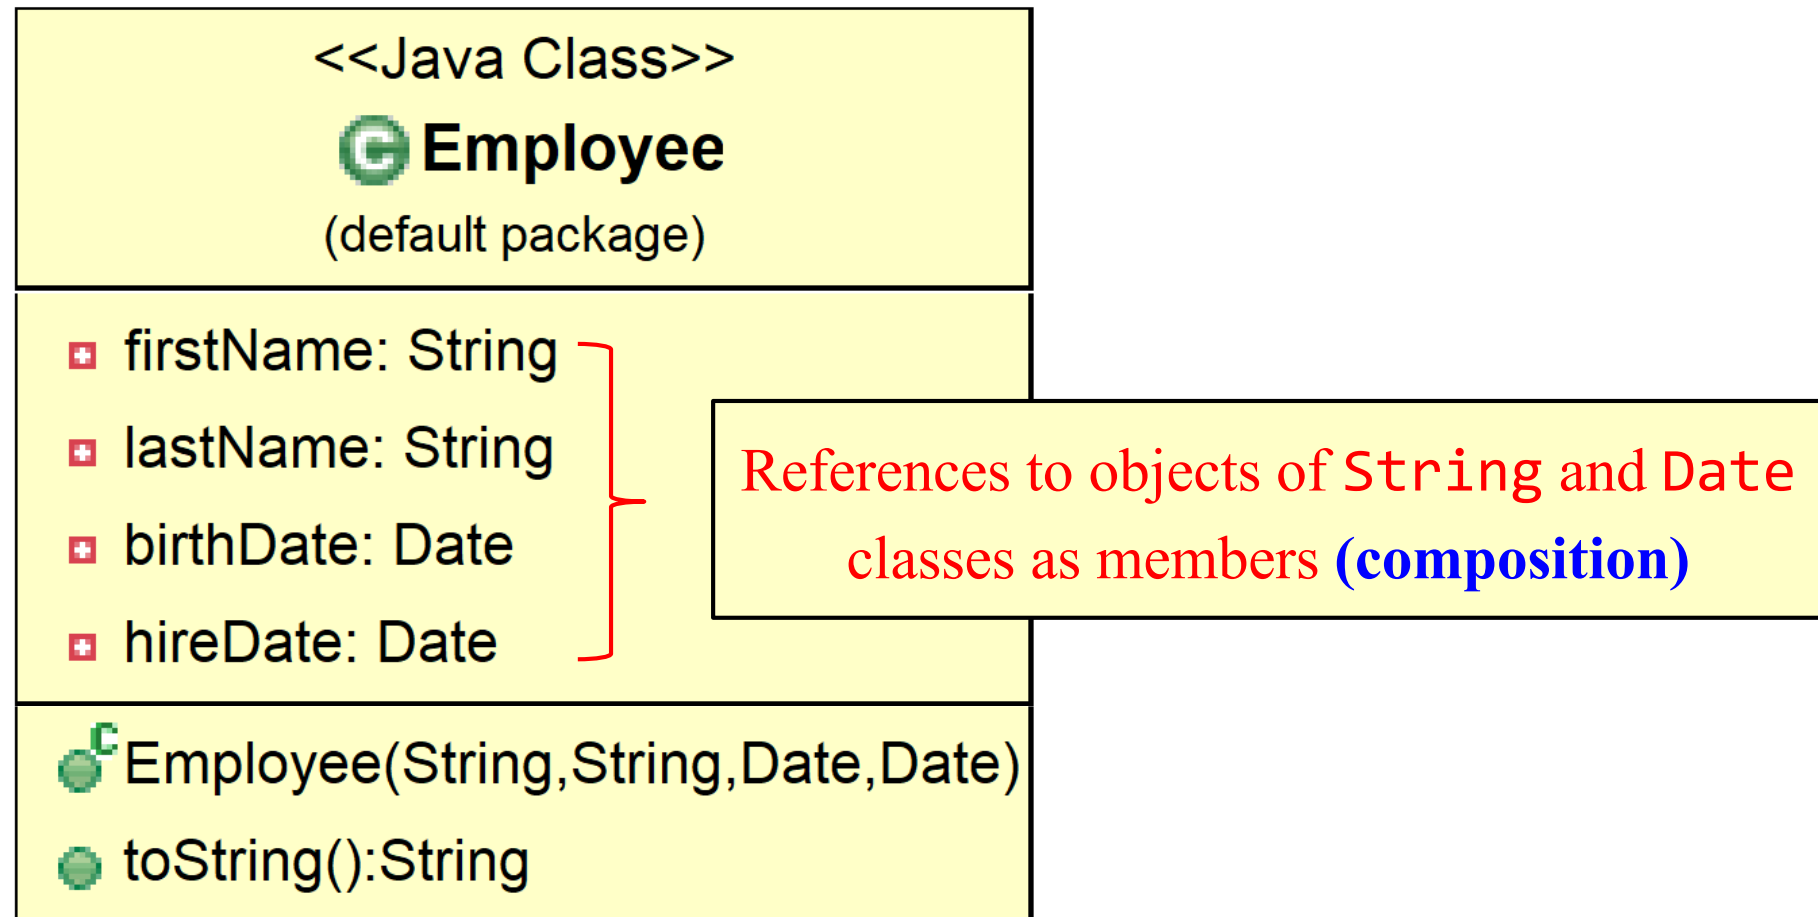 <<Java Class>>
C Employee
(default package)
firstName: String
lastName: String
birthDate: Date
hireDate: Date
References to objects of String and Date
classes as members (composition)
C
Employee(String,String,Date,Date)
toString():String